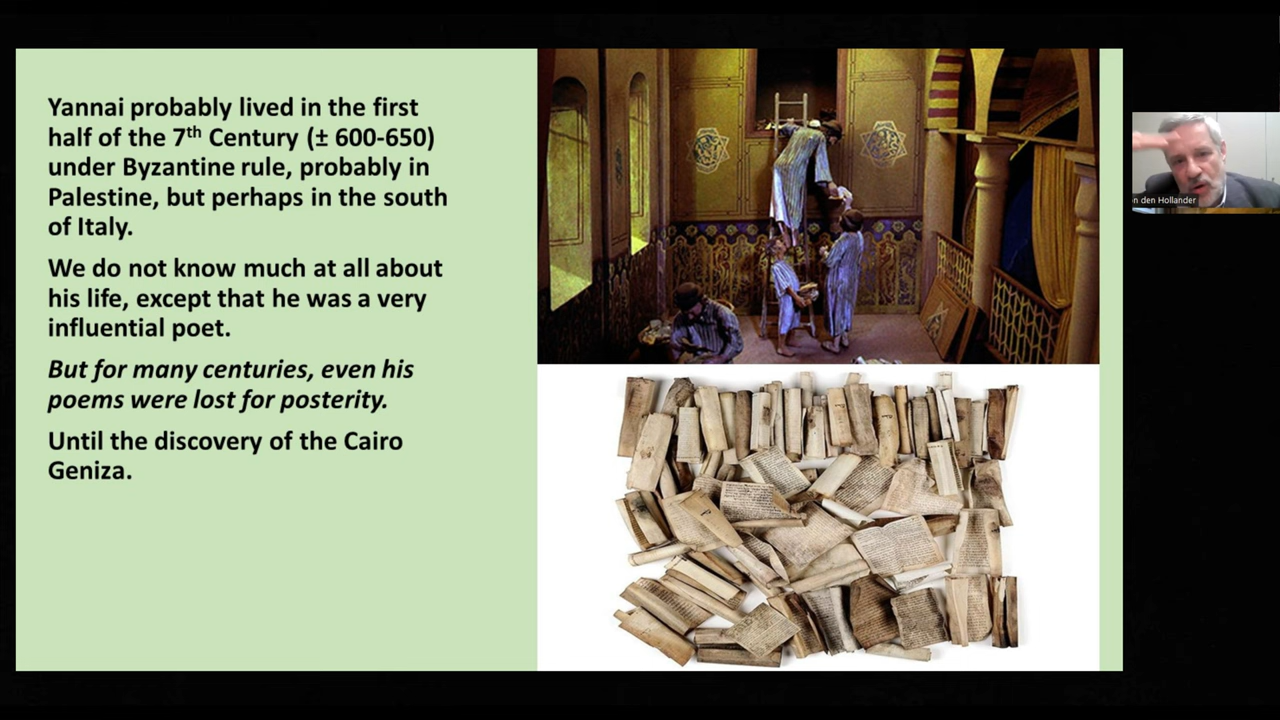 Yannai probably lived in the first
half of the 7th Century (± 600-650)
under Byzantine rule, probably in
Palestine, but perhaps in the south
of Italy.
We do not know much at all about
his life, except that he was a very
influential poet.
But for many centuries, even his
poems were lost for posterity.
Until the discovery of the Cairo
Geniza.
n den Hollander